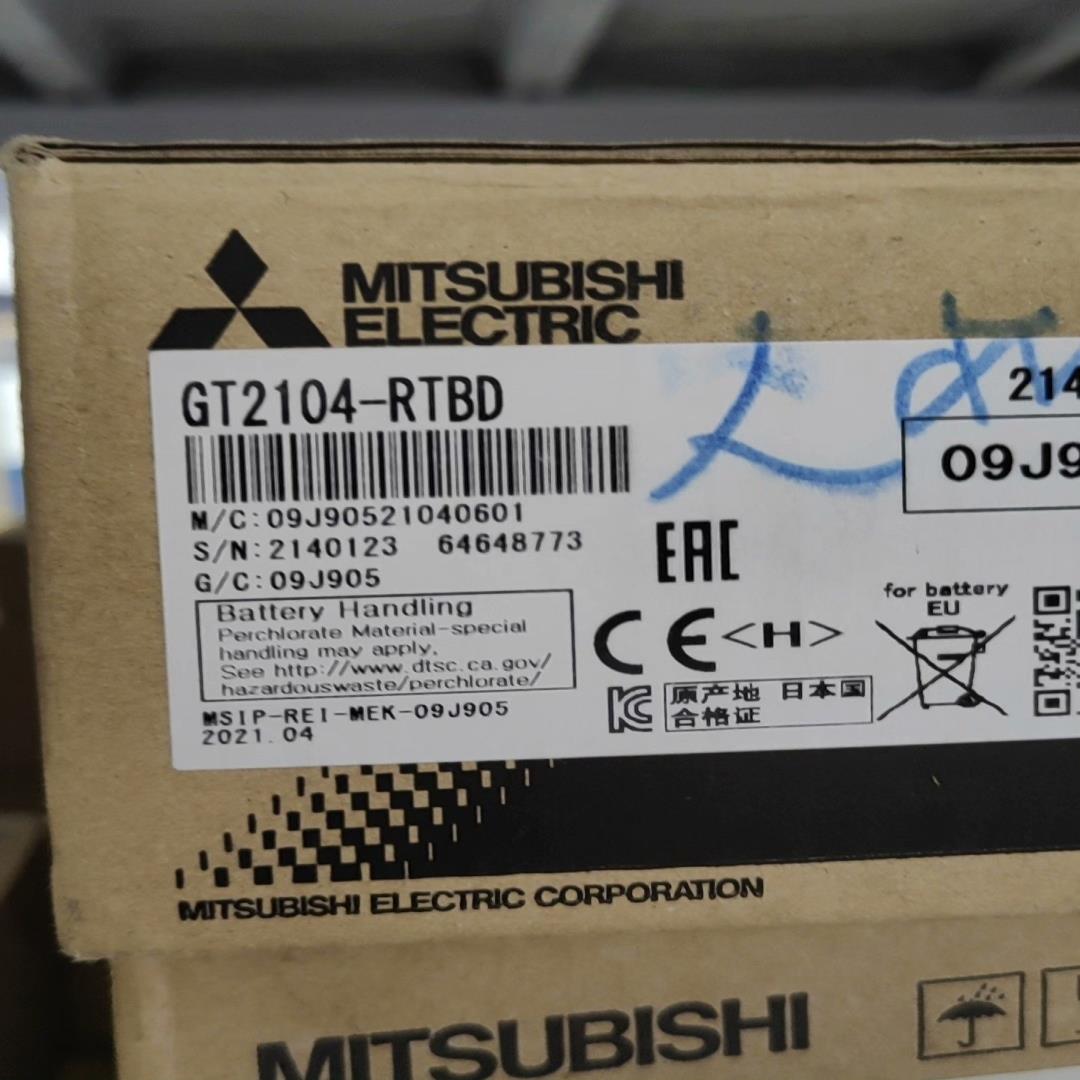 MITSUBISHI
ELECTRIC
GT2104-RTBD
214
09J9
M/C:09J90521040601
S/N:2140123 64648773
G/C:09J905
EAC
Battery Handling
Perchlorate Material-special
handling may apply.
See http://www.dtsc.ca.gov/
hazardouswaste/perchlorate/
CE
<H>
for battery
EU
KC
原产地 日本国
合格证
MSIP-REI-MEK-09J905
2021.04
MITSUBISHI ELECTRIC CORPORATION
MITSUBISHI